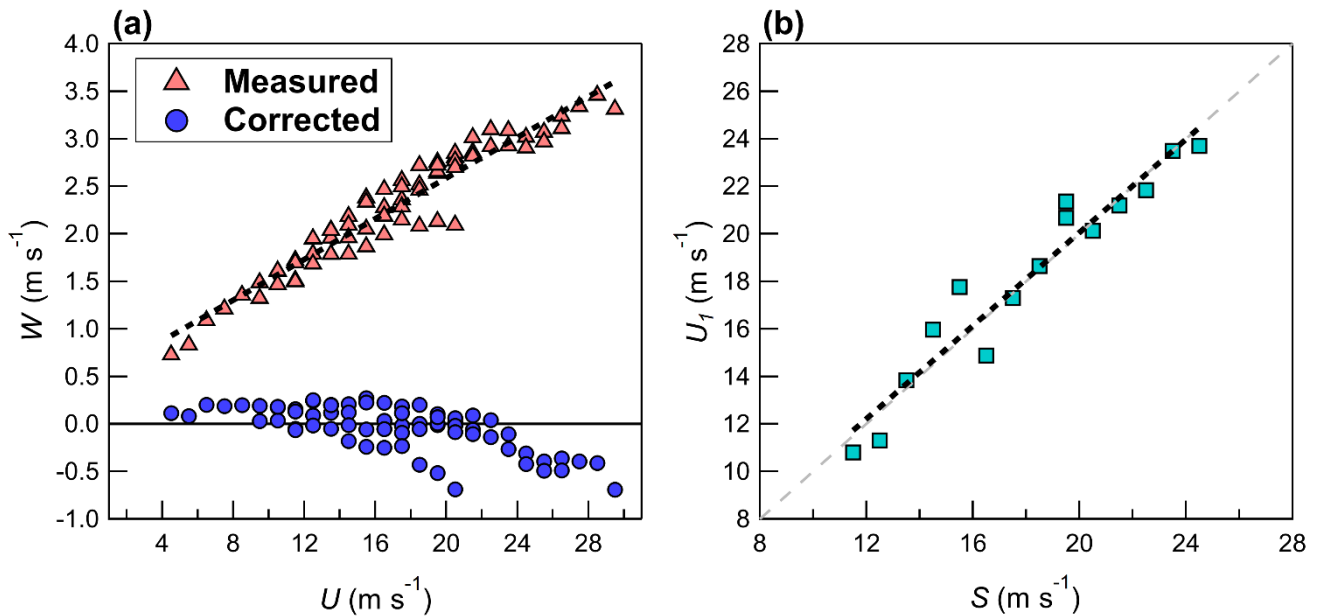 (a)
4.0
3.5
3.0
2.5
2.0
1.5
1.0
0.5
0.0
-0.5
-1.0
W (m s⁻¹)
Measured
Corrected
4 8 12 16 20 24 28
U (m s⁻¹)
(b)
28
26
24
22
20
18
16
14
12
10
8
U₁ (m s⁻¹)
8 12 16 20 24 28
S (m s⁻¹)